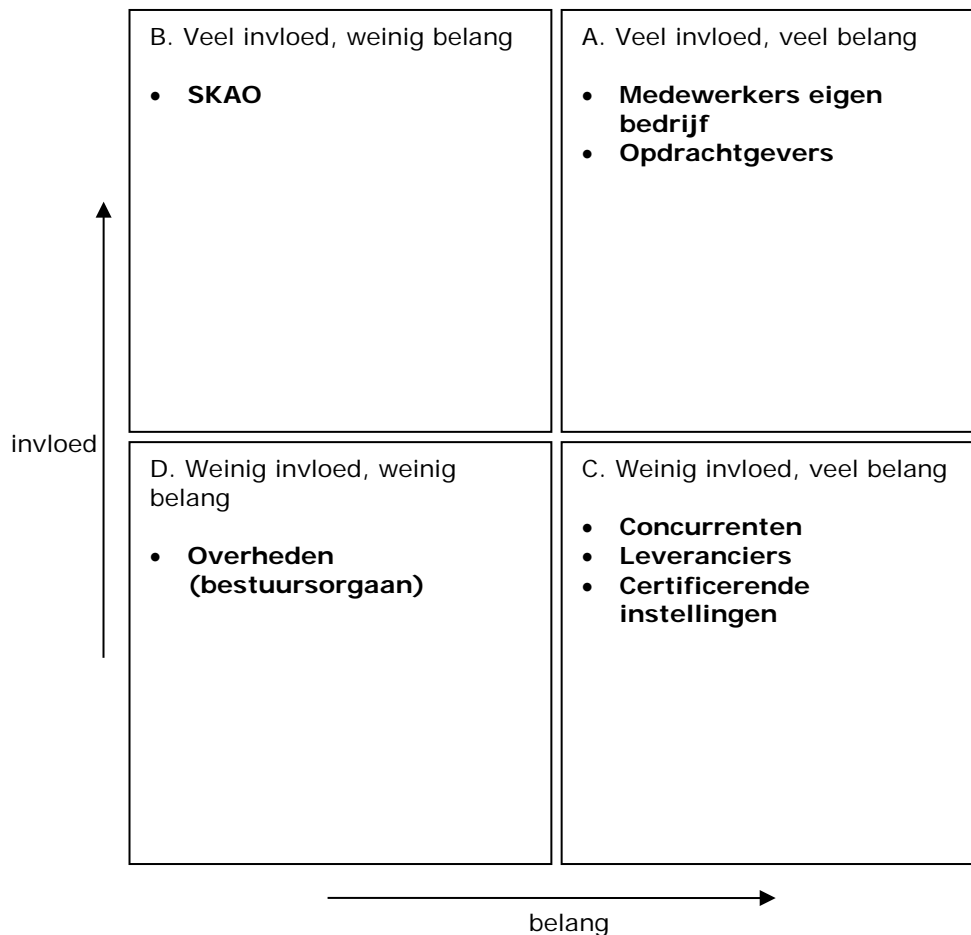 B. Veel invloed, weinig belang
• SKAO
A. Veel invloed, veel belang
• Medewerkers eigen
bedrijf
• Opdrachtgevers
invloed
D. Weinig invloed, weinig
belang
• Overheden
(bestuursorgaan)
C. Weinig invloed, veel belang
• Concurrenten
• Leveranciers
• Certificerende
instellingen
belang